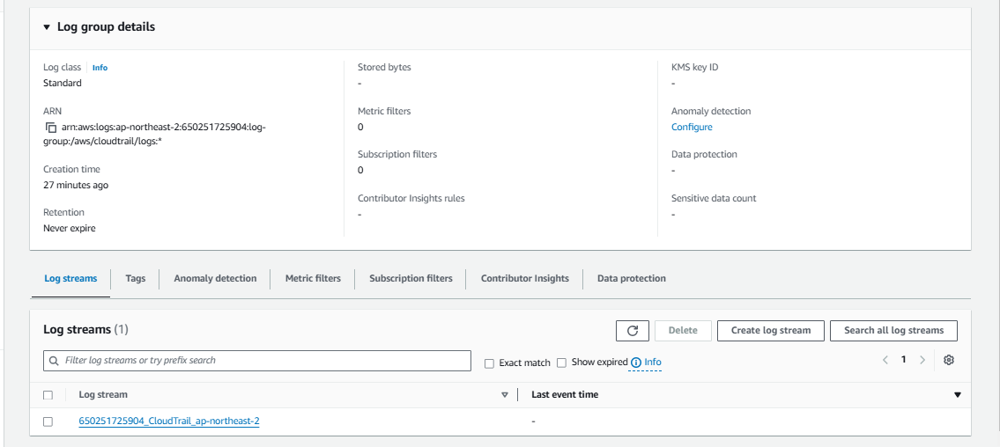 Log group details
Log class Info
Standard
ARN
arn:aws:logs:ap-northeast-2:650251725904:log-
group:/aws/cloudtrail/logs:*
Creation time
27 minutes ago
Retention
Never expire
Stored bytes
-
Metric filters
0
Subscription filters
0
Contributor Insights rules
-
KMS key ID
-
Anomaly detection
Configure
Data protection
-
Sensitive data count
-
Log streams Tags Anomaly detection Metric filters Subscription filters Contributor Insights Data protection
Log streams (1) Delete Create log stream Search all log streams
Filter log streams or try prefix search Exact match Show expired Info 1
Log stream Last event time
650251725904_CloudTrail_ap-northeast-2 -